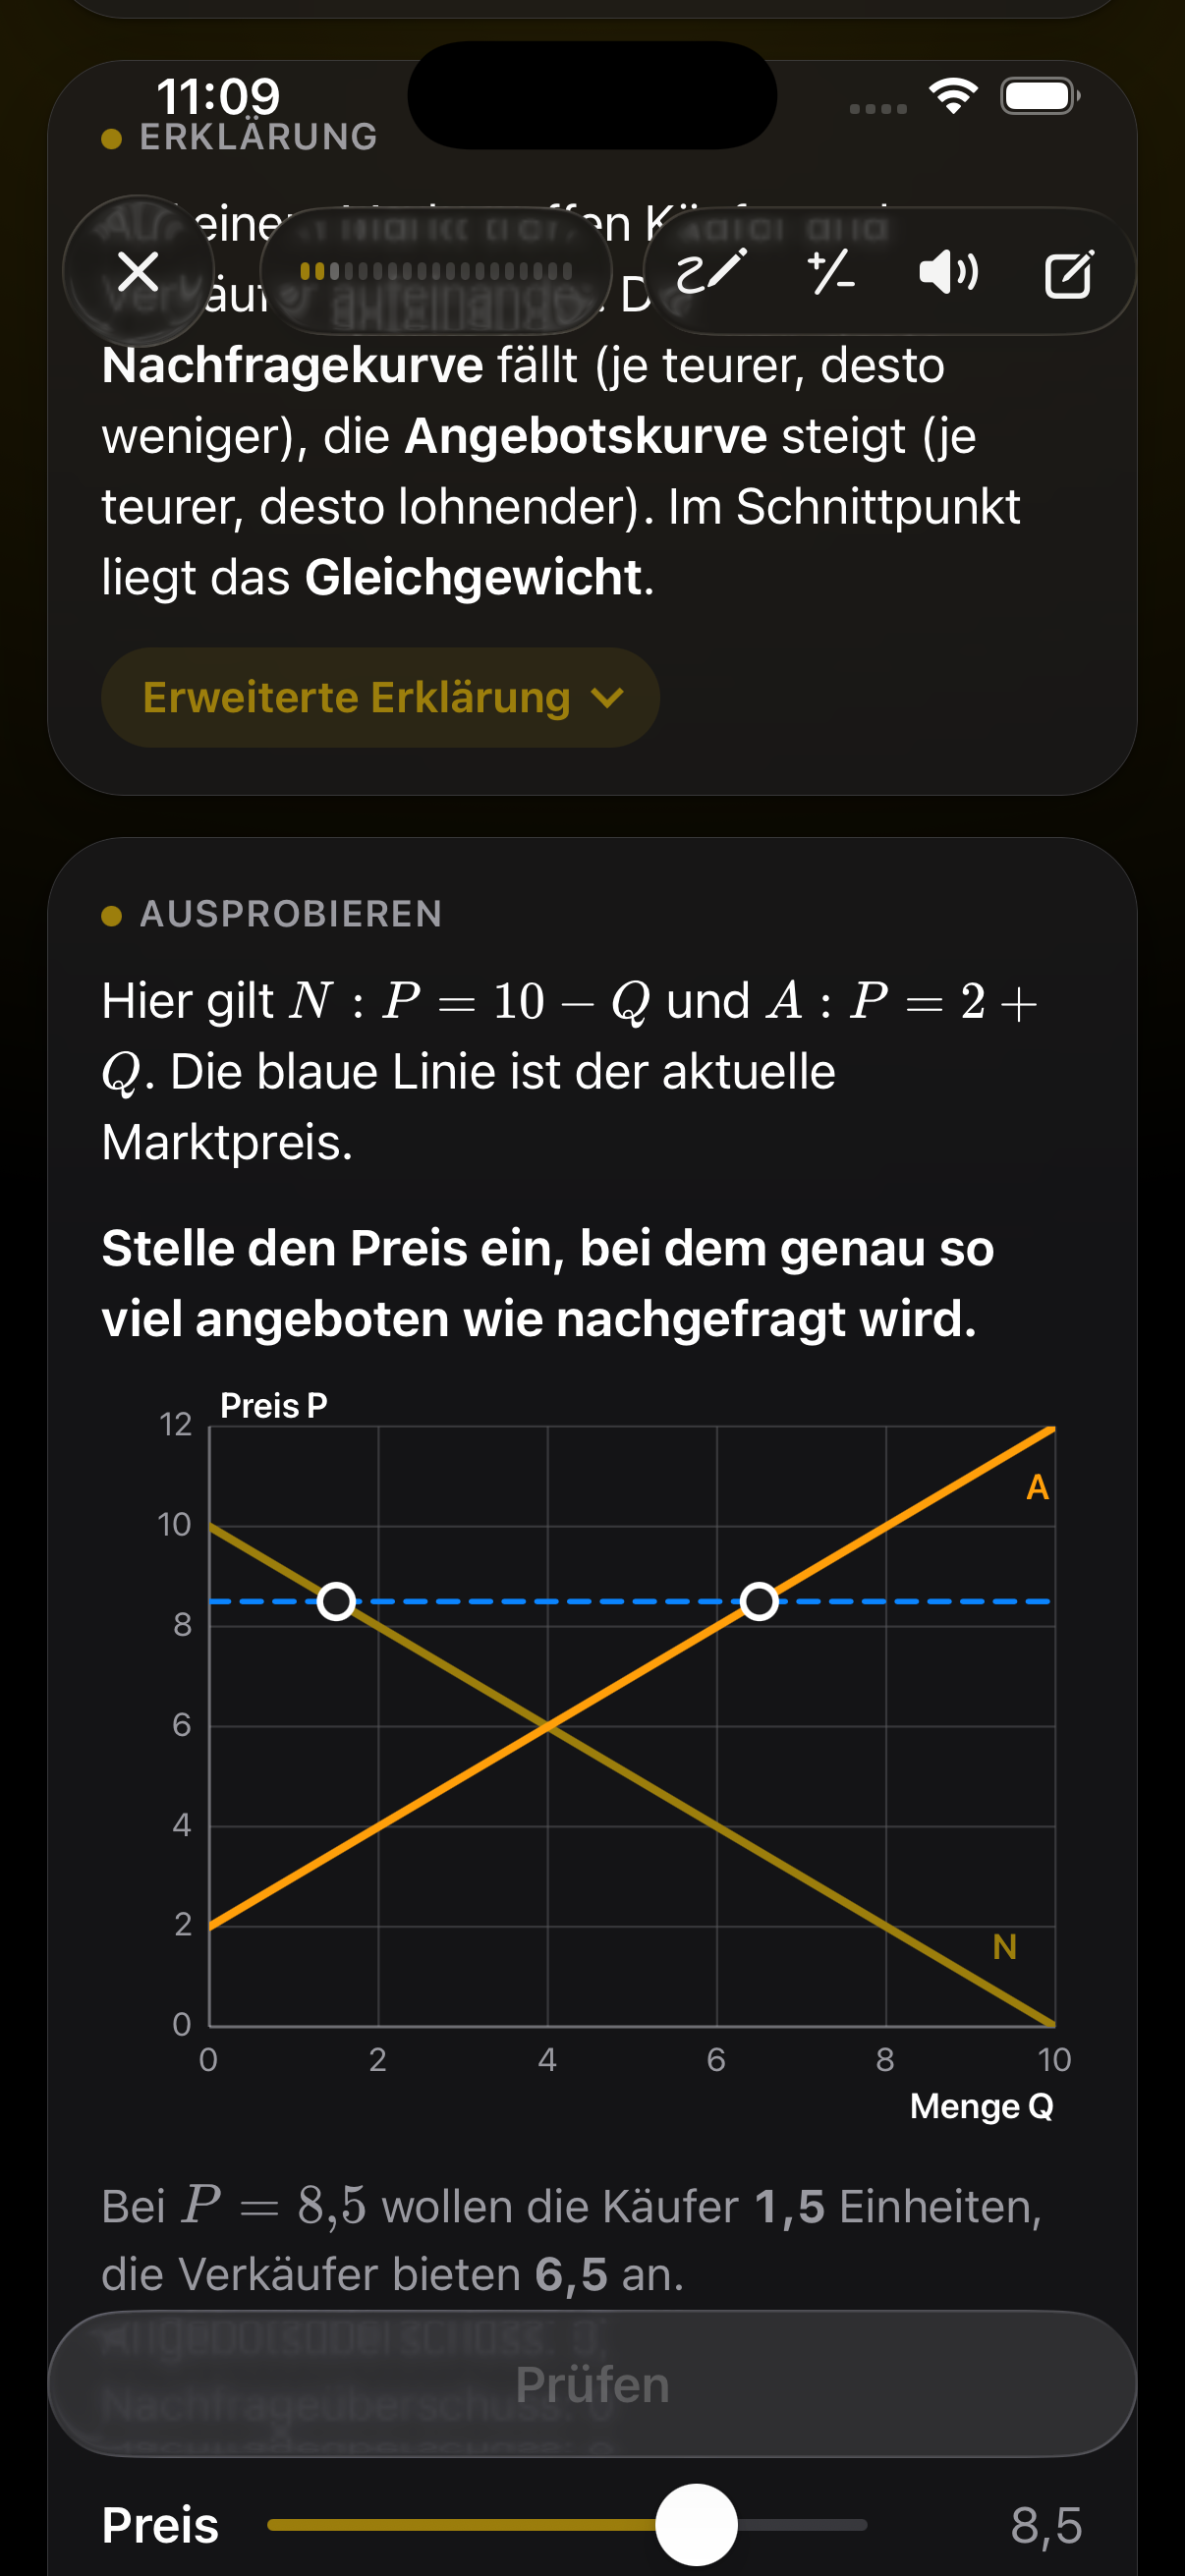 11:09
ERKLÄRUNG
Nachfragekurve fällt (je teurer, desto
weniger), die Angebotskurve steigt (je
teurer, desto lohnender). Im Schnittpunkt
liegt das Gleichgewicht.
Erweiterte Erklärung
AUSPROBIEREN
Hier gilt N : P = 10 − Q und A : P = 2 +
Q. Die blaue Linie ist der aktuelle
Marktpreis.
Stelle den Preis ein, bei dem genau so
viel angeboten wie nachgefragt wird.
Preis P
12
10
8
6
4
2
0
A
N
0 2 4 6 8 10
Menge Q
Bei P = 8,5 wollen die Käufer 1,5 Einheiten,
die Verkäufer bieten 6,5 an.
Prüfen
Preis 8,5